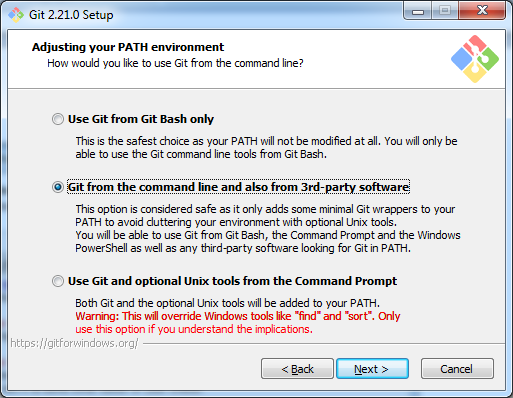 Git 2.21.0 Setup
Adjusting your PATH environment
How would you like to use Git from the command line?
Use Git from Git Bash only
This is the safest choice as your PATH will not be modified at all. You will only be
able to use the Git command line tools from Git Bash.
Git from the command line and also from 3rd-party software
This option is considered safe as it only adds some minimal Git wrappers to your
PATH to avoid cluttering your environment with optional Unix tools.
You will be able to use Git from Git Bash, the Command Prompt and the Windows
PowerShell as well as any third-party software looking for Git in PATH.
Use Git and optional Unix tools from the Command Prompt
Both Git and the optional Unix tools will be added to your PATH.
Warning: This will override Windows tools like "find" and "sort". Only
use this option if you understand the implications.
https://gitforwindows.org/
< Back Next > Cancel